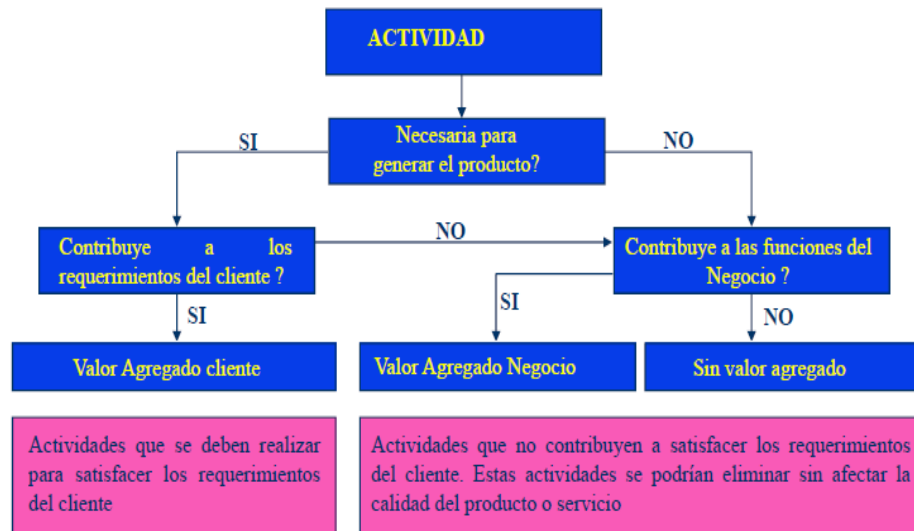 ACTIVIDAD
Necesaria para
generar el producto?
SI
NO
Contribuye a los
requerimientos del cliente ?
NO
Contribuye a las funciones del
Negocio ?
SI
SI
NO
Valor Agregado cliente
Valor Agregado Negocio
Sin valor agregado
Actividades que se deben realizar
para satisfacer los requerimientos
del cliente
Actividades que no contribuyen a satisfacer los requerimientos
del cliente. Estas actividades se podrían eliminar sin afectar la
calidad del producto o servicio